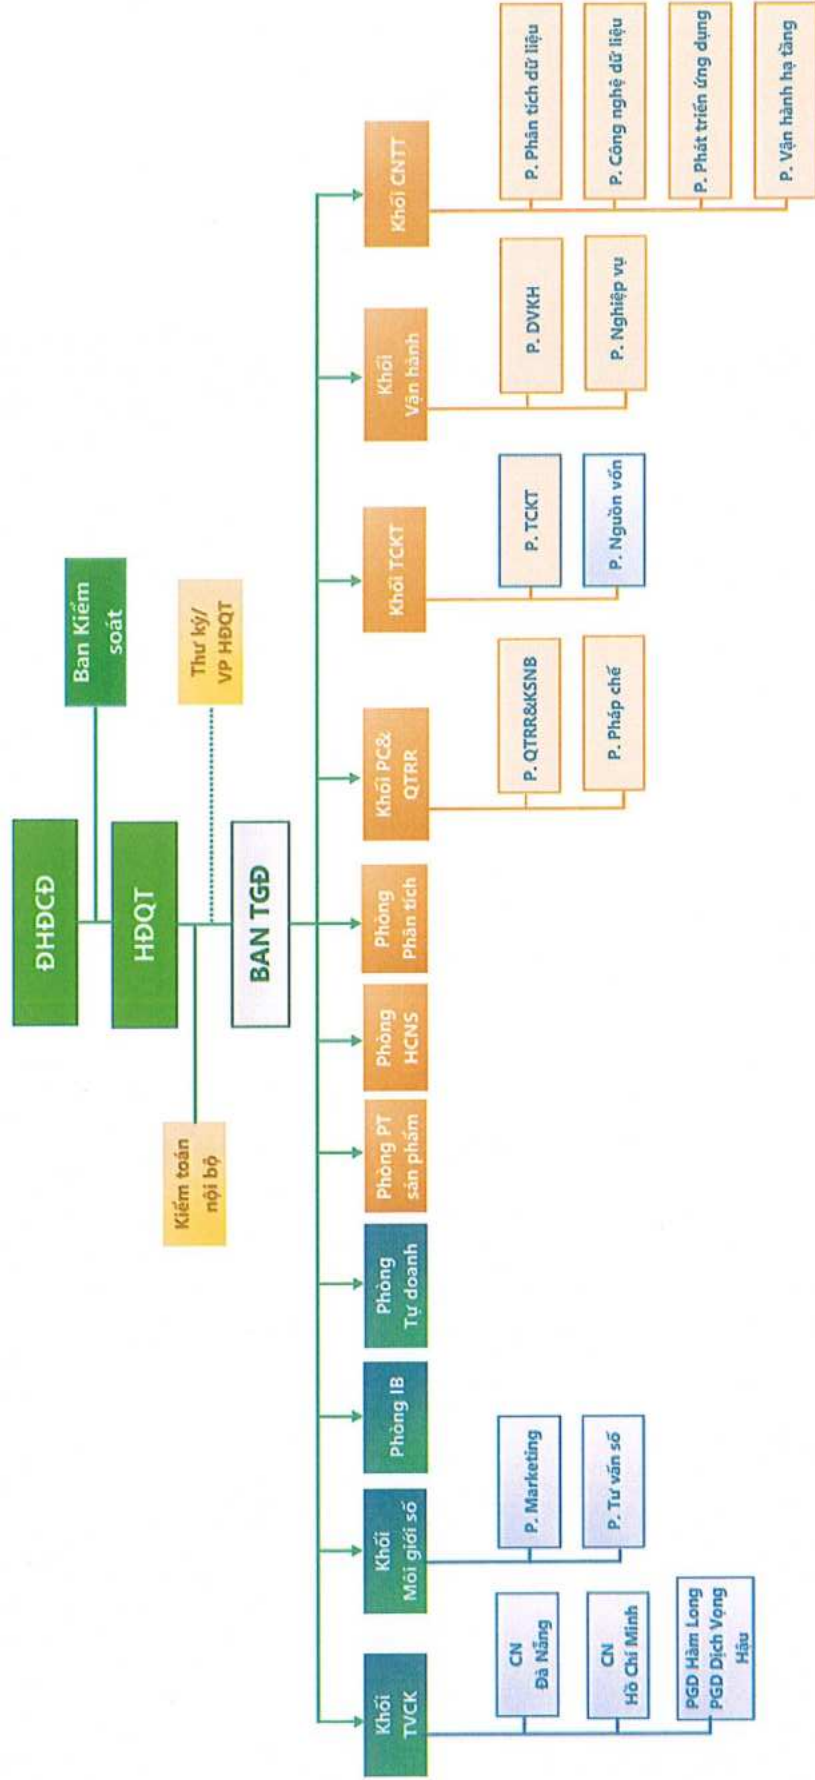 ĐHĐCĐ
Ban Kiểm
soát
HĐQT
Kiểm toán
nội bộ
Thư ký/
VP HĐQT
BAN TGĐ
Khối
TVCK
Khối
Môi giới số
Phòng IB
Phòng
Tự doanh
Phòng PT
sản phẩm
Phòng
HCNS
Phòng
Phân tích
Khối PC&
QTRR
Khối TCKT
Khối
Vận hành
Khối CNTT
CN
Đà Nẵng
CN
Hồ Chí Minh
PGD Hàm Long
PGD Dịch Vọng
Hậu
P. Marketing
P. Tư vấn số
P. QTRR&KSNB
P. Pháp chế
P. TCKT
P. Nguồn vốn
P. DVKH
P. Nghiệp vụ
P. Phân tích dữ liệu
P. Công nghệ dữ liệu
P. Phát triển ứng dụng
P. Vận hành hạ tầng